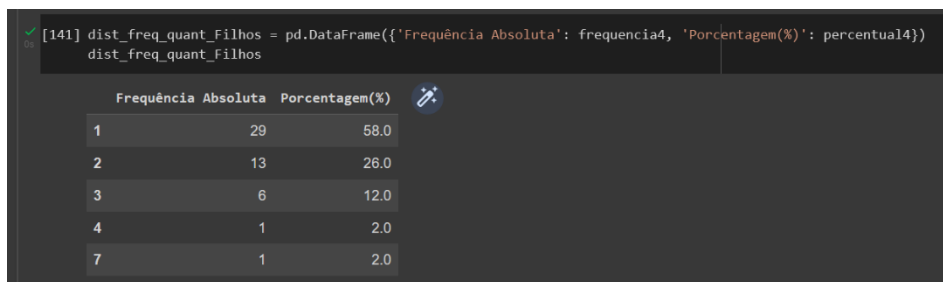 [141] dist_freq_quant_Filhos = pd.DataFrame({'Frequência Absoluta': frequencia4, 'Porcentagem(%)': percentual4})
0s
dist_freq_quant_Filhos
Frequência Absoluta Porcentagem(%)
1 29 58.0
2 13 26.0
3 6 12.0
4 1 2.0
7 1 2.0